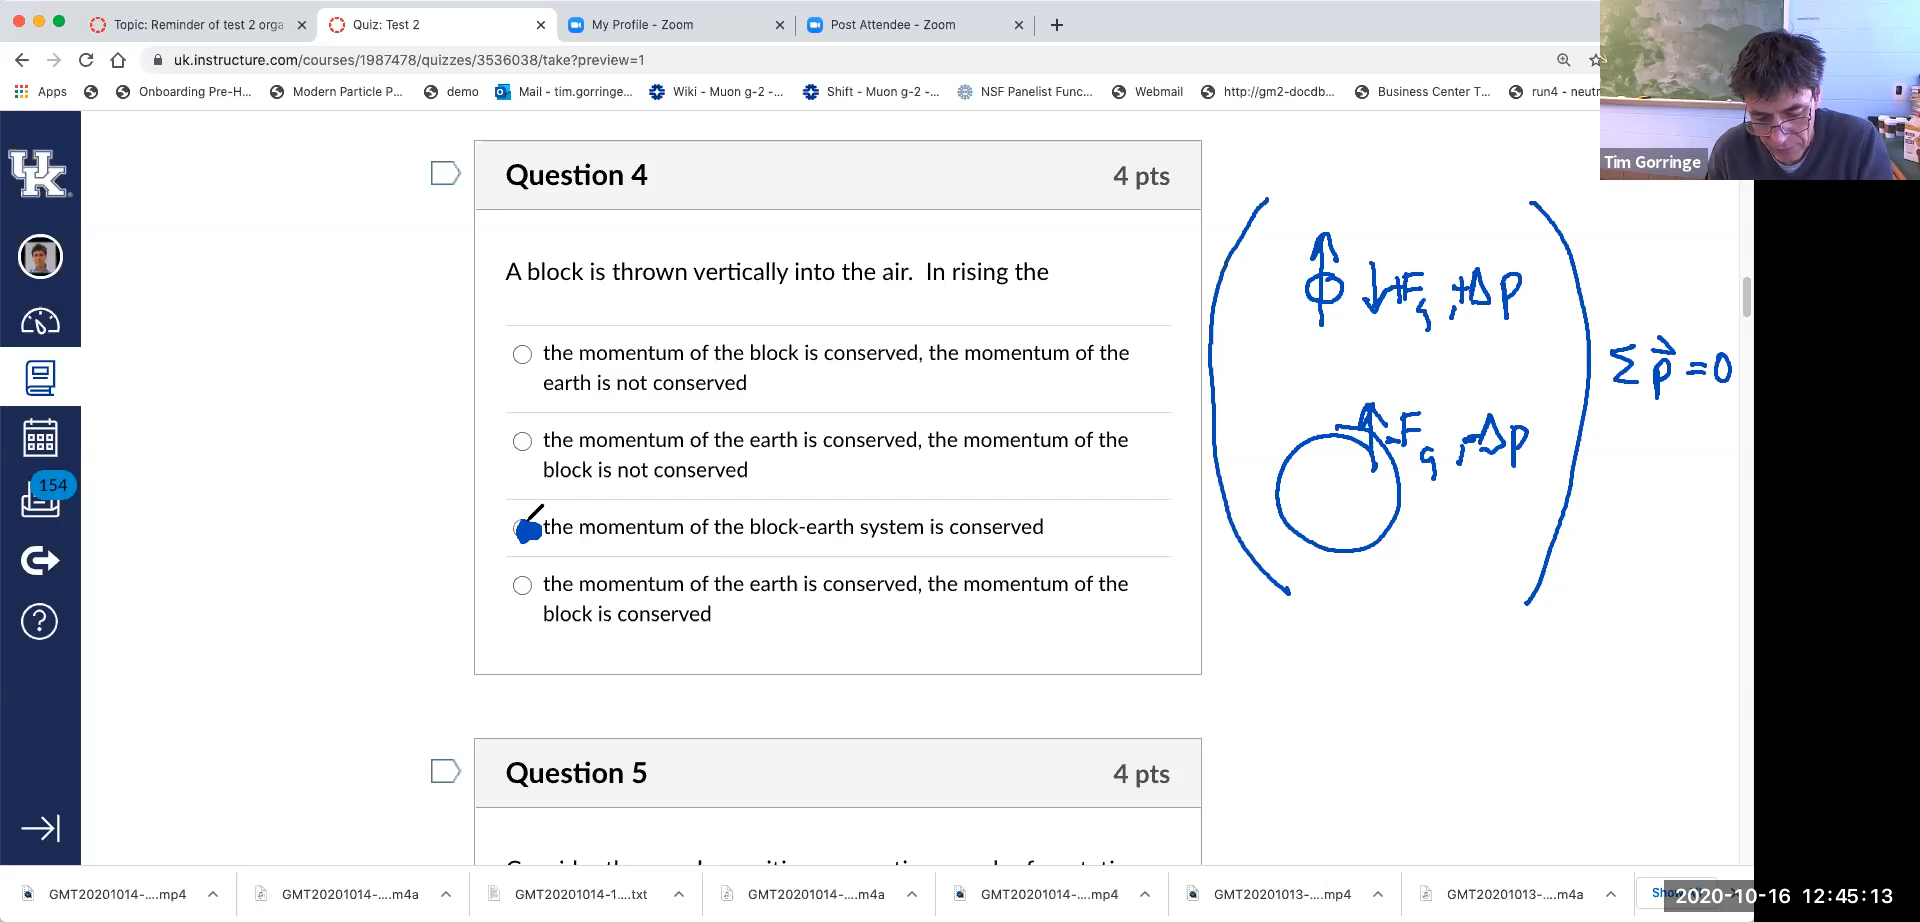 Topic: Reminder of test 2 orga
Quiz: Test 2
My Profile - Zoom
Post Attendee - Zoom
uk.instructure.com/courses/1987478/quizzes/3536038/take?preview=1
Apps
Onboarding Pre-H...
Modern Particle P...
demo
Mail - tim.gorringe...
Wiki - Muon g-2 -...
Shift - Muon g-2 -...
NSF Panelist Func...
Webmail
http://gm2-docdb...
Business Center T...
run4 - neutr
Tim Gorringe
UK
154
Question 4
4 pts
A block is thrown vertically into the air. In rising the
the momentum of the block is conserved, the momentum of the
earth is not conserved
the momentum of the earth is conserved, the momentum of the
block is not conserved
the momentum of the block-earth system is conserved
the momentum of the earth is conserved, the momentum of the
block is conserved
+Fg, +Δp
-Fg, -Δp
Σp⃗ = 0
Question 5
4 pts
GMT20201014-....mp4
GMT20201014-....m4a
GMT20201014-1....txt
GMT20201014-....m4a
GMT20201014-....mp4
GMT20201013-....mp4
GMT20201013-....m4a
2020-10-16 12:45:13